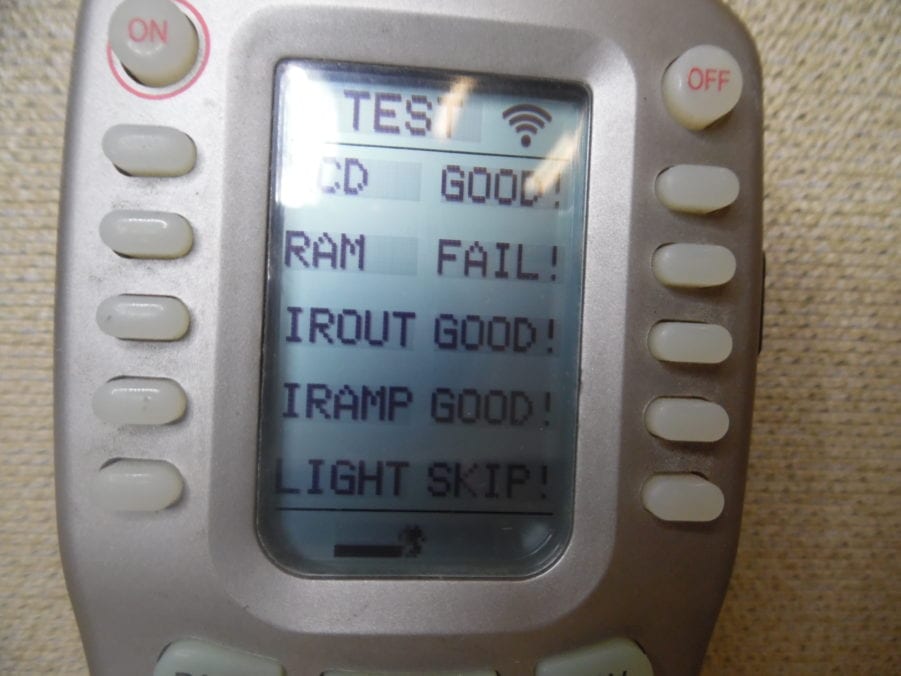 ON
OFF
TEST
CD GOOD!
RAM FAIL!
IROUT GOOD!
IRAMP GOOD!
LIGHT SKIP!